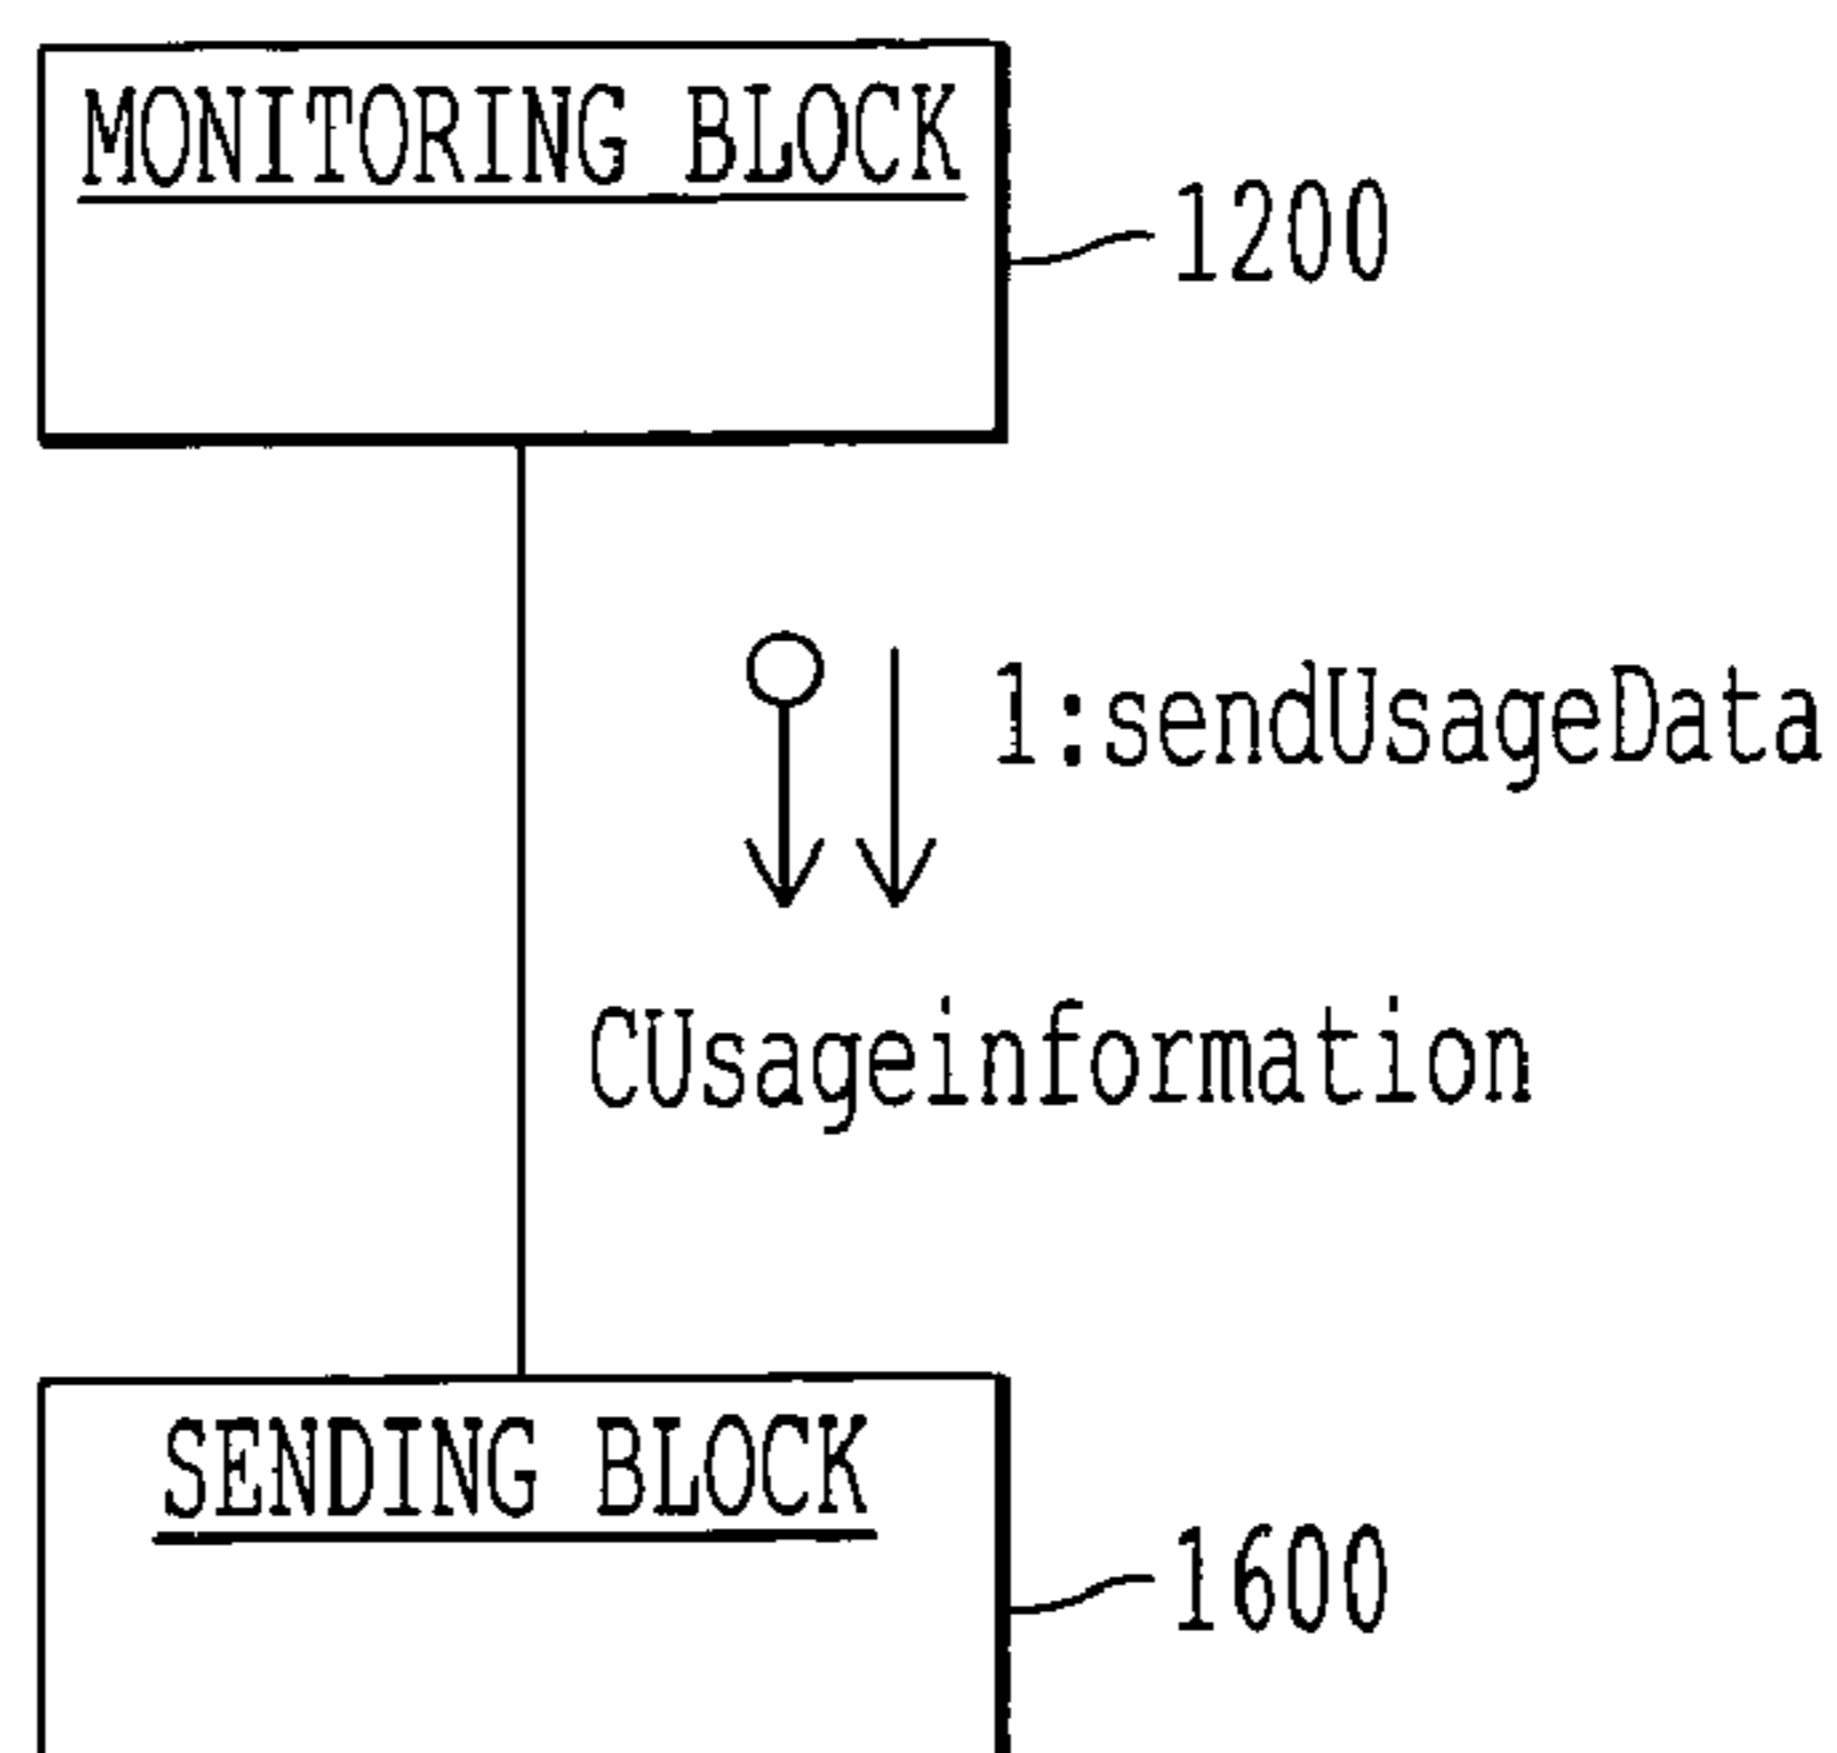 MONITORING BLOCK
1200
1:sendUsageData
CUsageinformation
SENDING BLOCK
1600